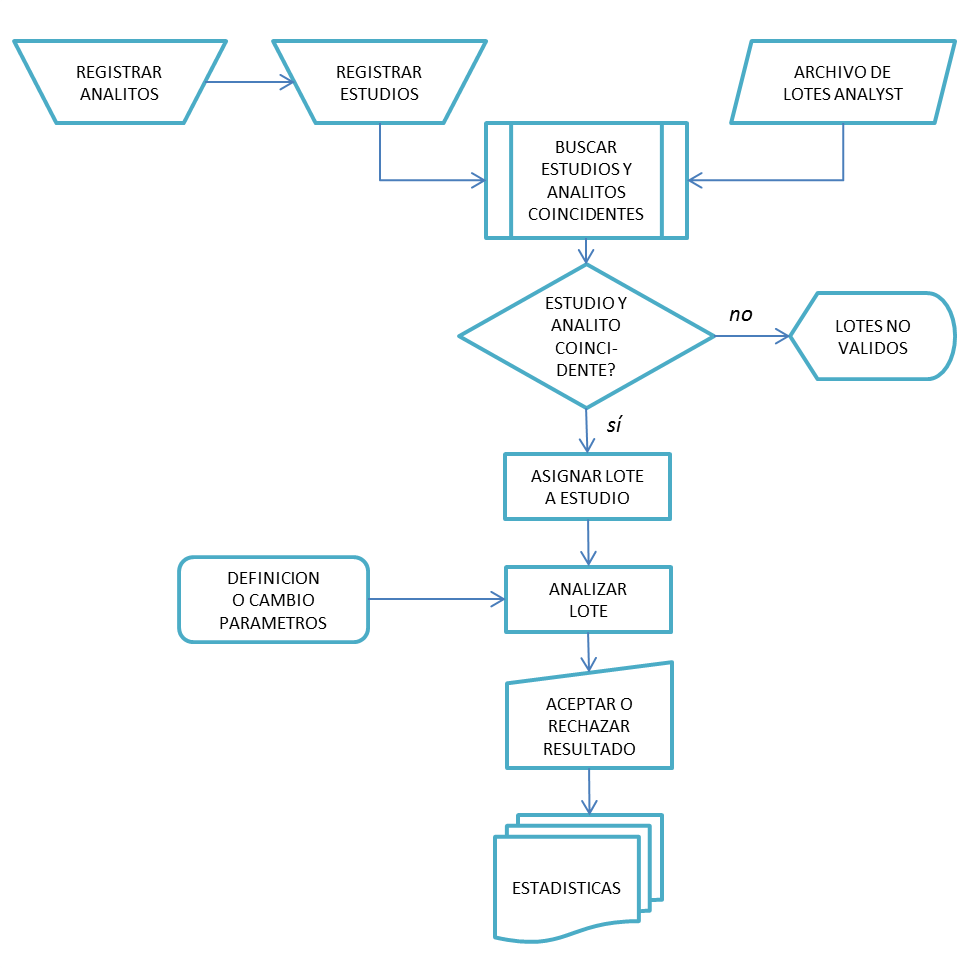 REGISTRAR
ANALITOS
REGISTRAR
ESTUDIOS
ARCHIVO DE
LOTES ANALYST
BUSCAR
ESTUDIOS Y
ANALITOS
COINCIDENTES
ESTUDIO Y
ANALITO
COINCI-
DENTE?
no
LOTES NO
VALIDOS
sí
ASIGNAR LOTE
A ESTUDIO
DEFINICION
O CAMBIO
PARAMETROS
ANALIZAR
LOTE
ACEPTAR O
RECHAZAR
RESULTADO
ESTADISTICAS